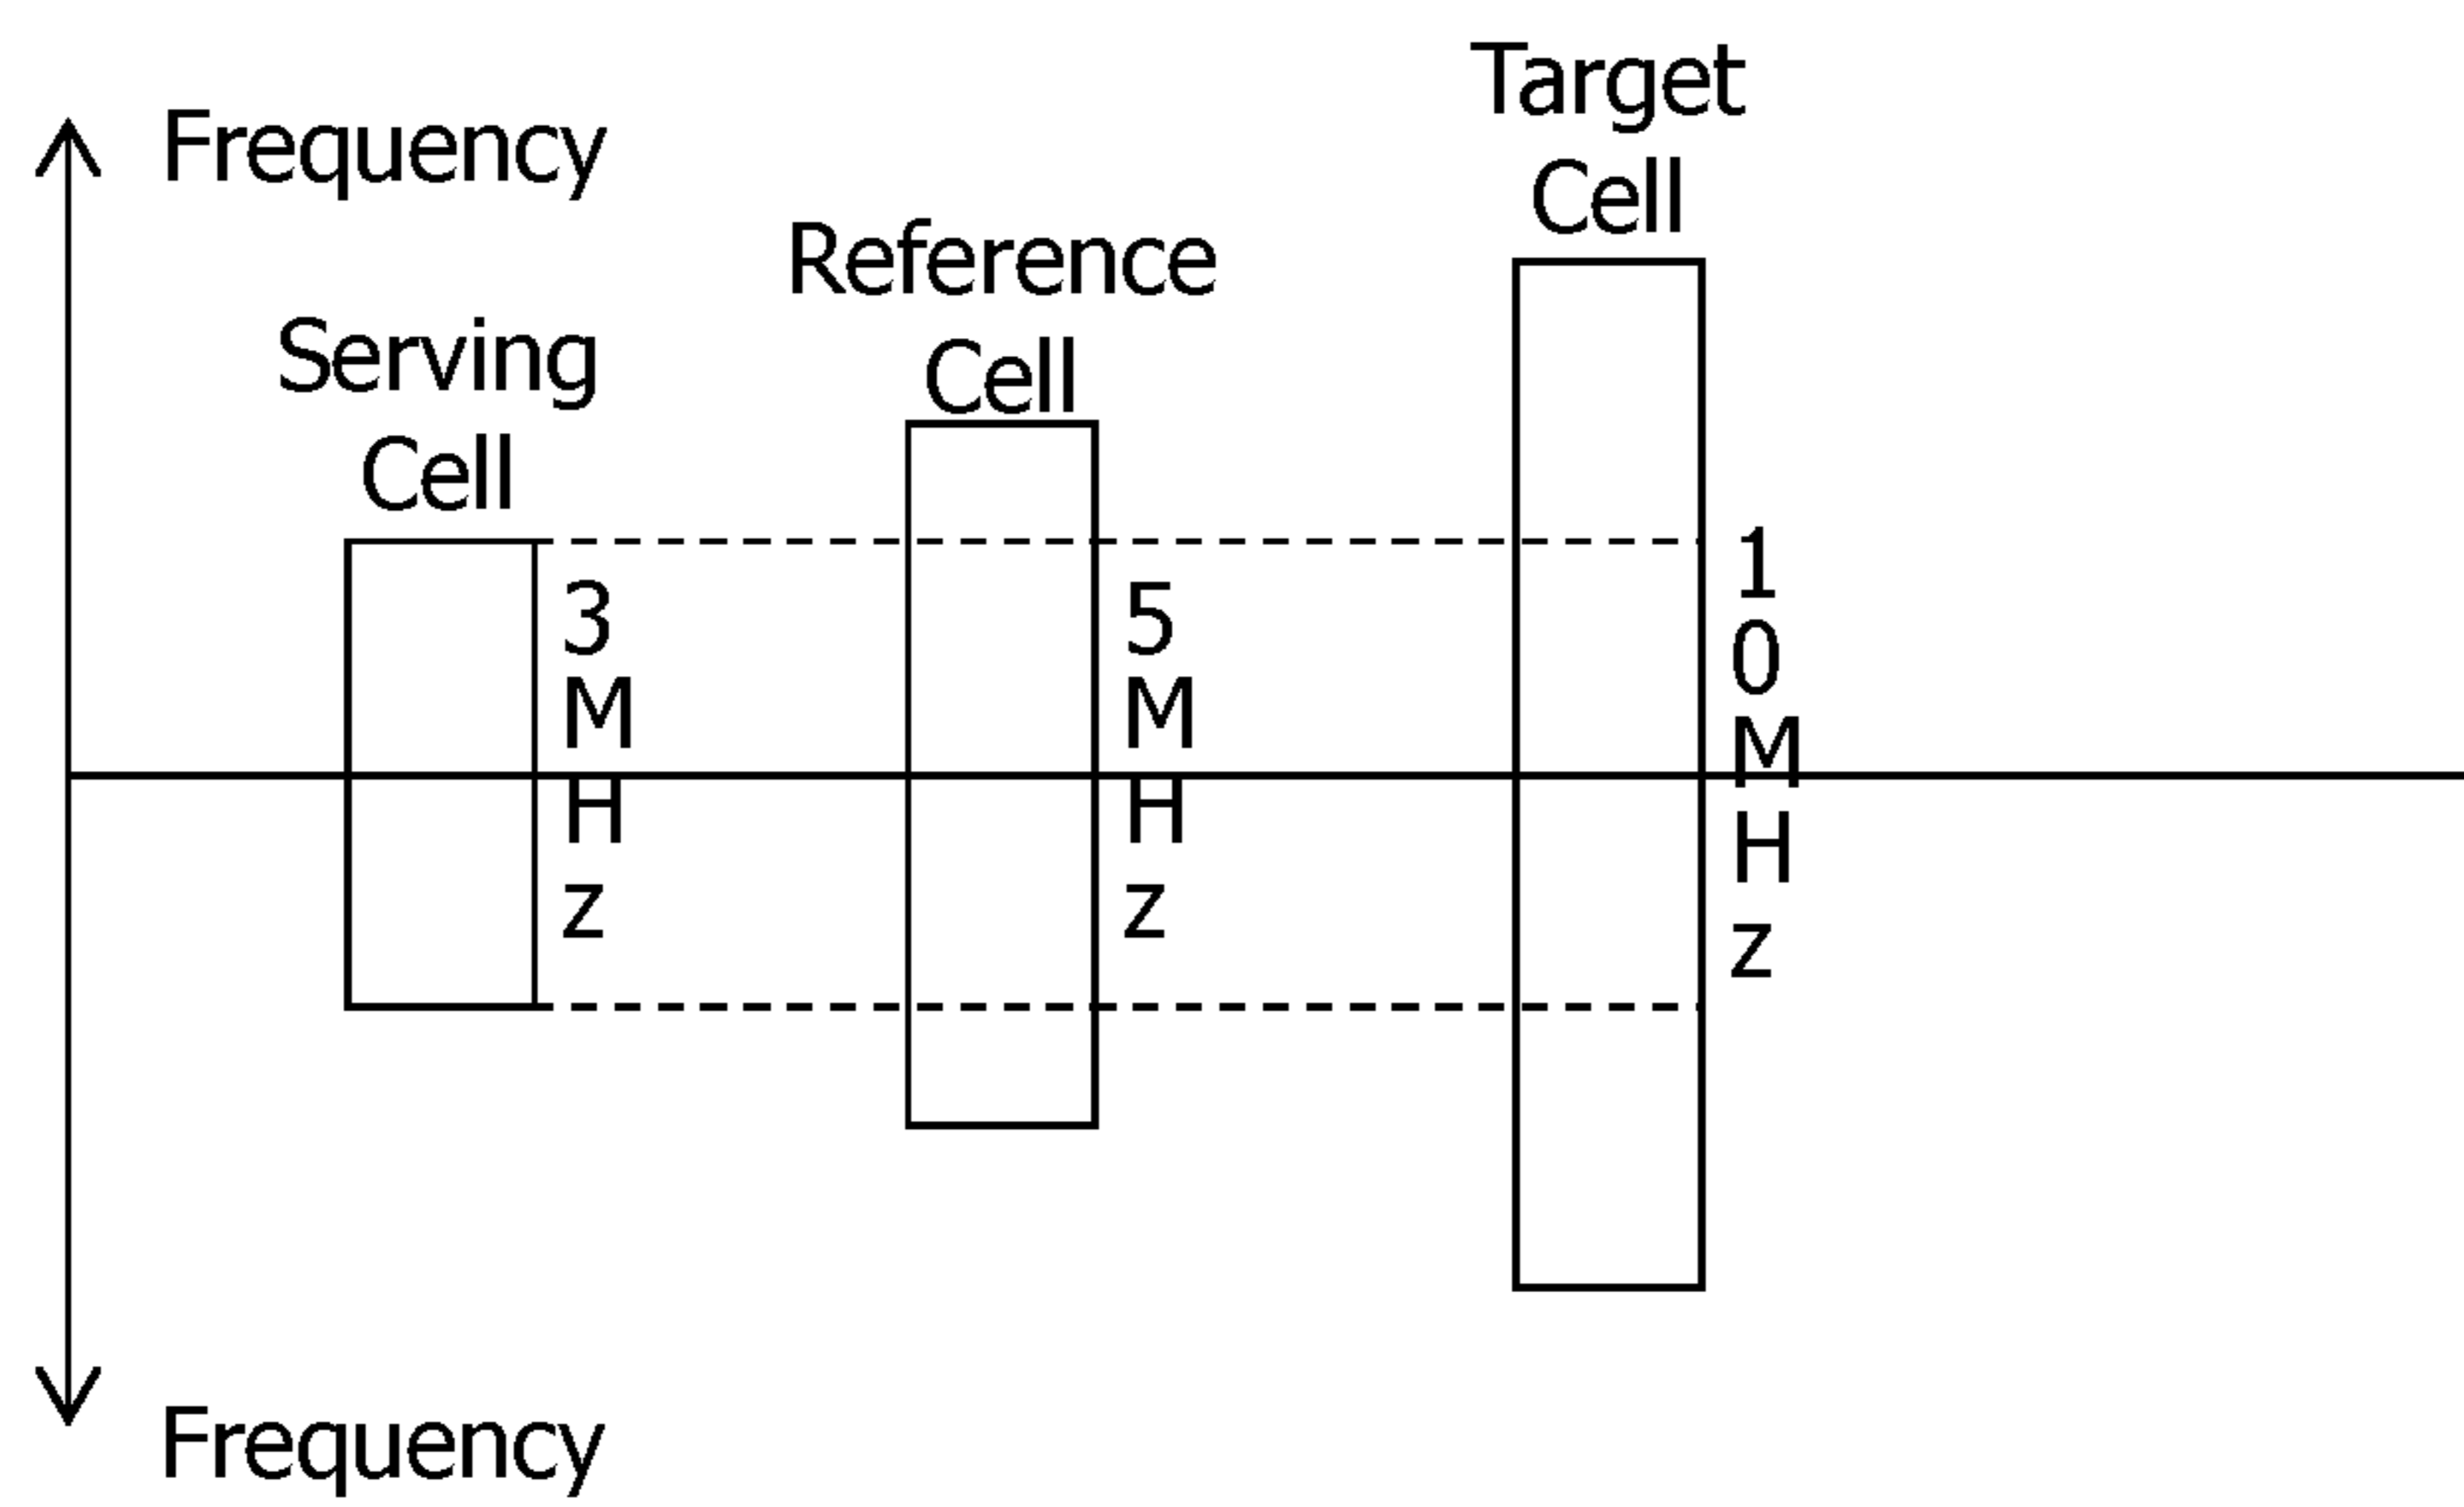 Frequency
Target
Cell
Reference
Cell
Serving
Cell
3
M
H
z
5
M
H
z
1
0
M
H
z
Frequency